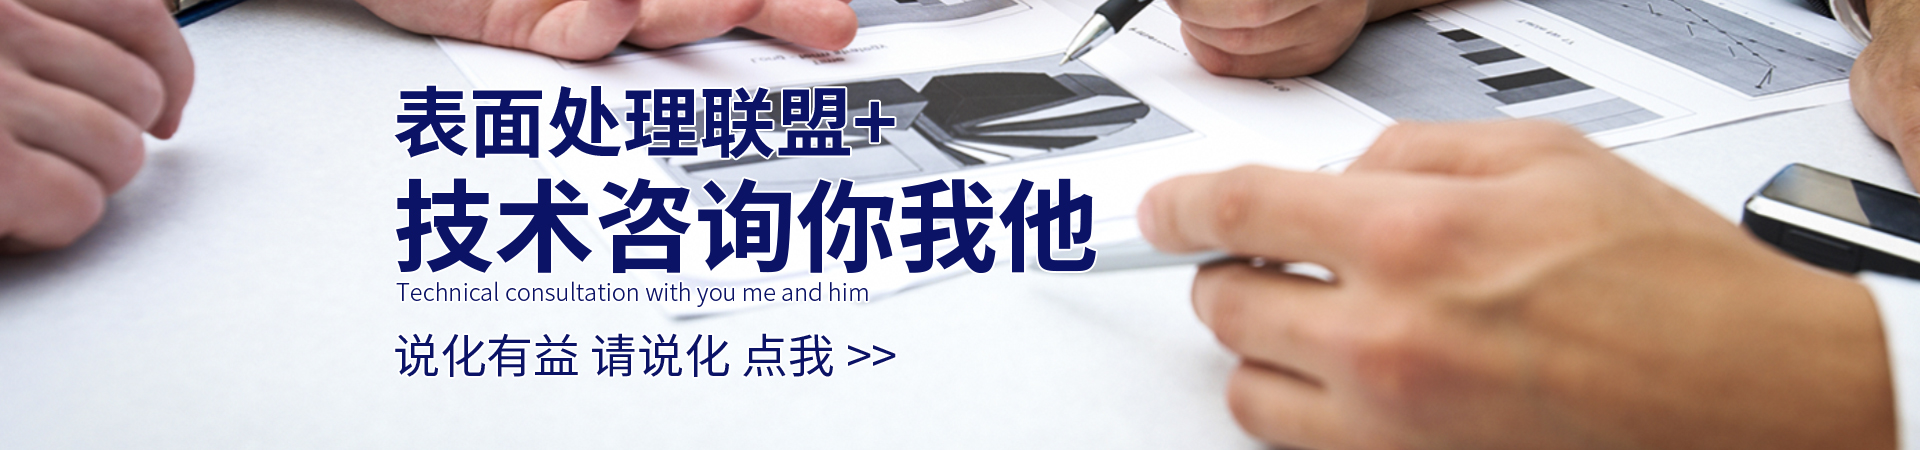 表面处理联盟+
技术咨询你我他
Technical consultation with you me and him
说化有益 请说化 点我 >>